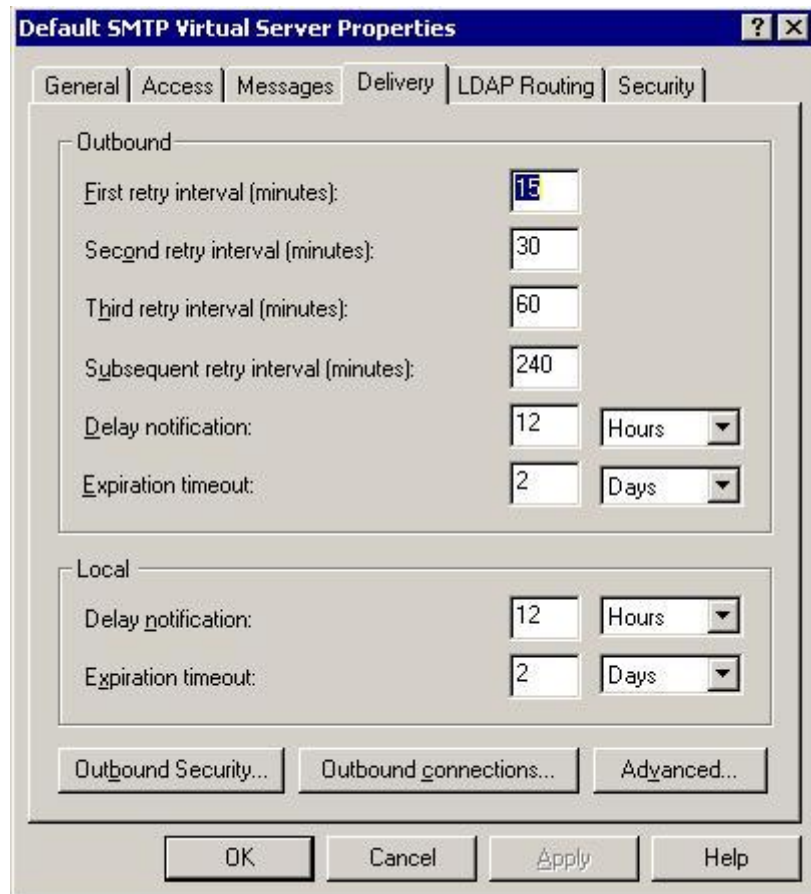 Default SMTP Virtual Server Properties
General Access Messages Delivery LDAP Routing Security
Outbound
First retry interval (minutes): 15
Second retry interval (minutes): 30
Third retry interval (minutes): 60
Subsequent retry interval (minutes): 240
Delay notification: 12 Hours
Expiration timeout: 2 Days
Local
Delay notification: 12 Hours
Expiration timeout: 2 Days
Outbound Security... Outbound connections... Advanced...
OK Cancel Apply Help